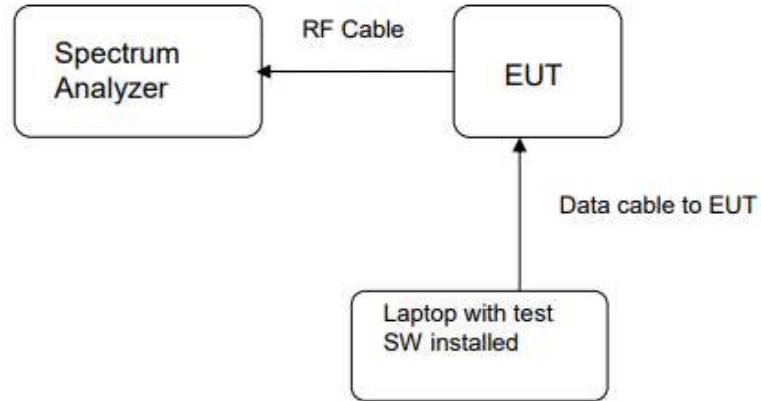 RF Cable
Spectrum
Analyzer
EUT
Data cable to EUT
Laptop with test
SW installed